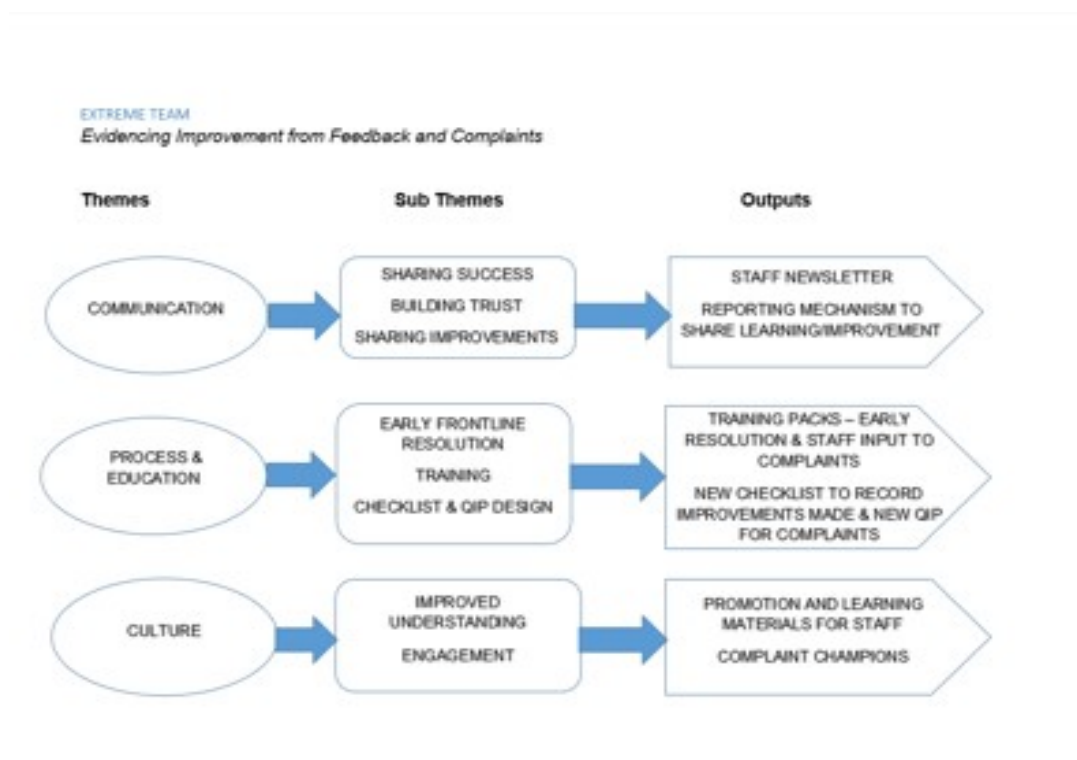 EXTREME TEAM
Evidencing Improvement from Feedback and Complaints
Themes
Sub Themes
Outputs
COMMUNICATION
SHARING SUCCESS
BUILDING TRUST
SHARING IMPROVEMENTS
STAFF NEWSLETTER
REPORTING MECHANISM TO
SHARE LEARNING/IMPROVEMENT
PROCESS &
EDUCATION
EARLY FRONTLINE
RESOLUTION
TRAINING
CHECKLIST & QIP DESIGN
TRAINING PACKS – EARLY
RESOLUTION & STAFF INPUT TO
COMPLAINTS
NEW CHECKLIST TO RECORD
IMPROVEMENTS MADE & NEW QIP
FOR COMPLAINTS
CULTURE
IMPROVED
UNDERSTANDING
ENGAGEMENT
PROMOTION AND LEARNING
MATERIALS FOR STAFF
COMPLAINT CHAMPIONS